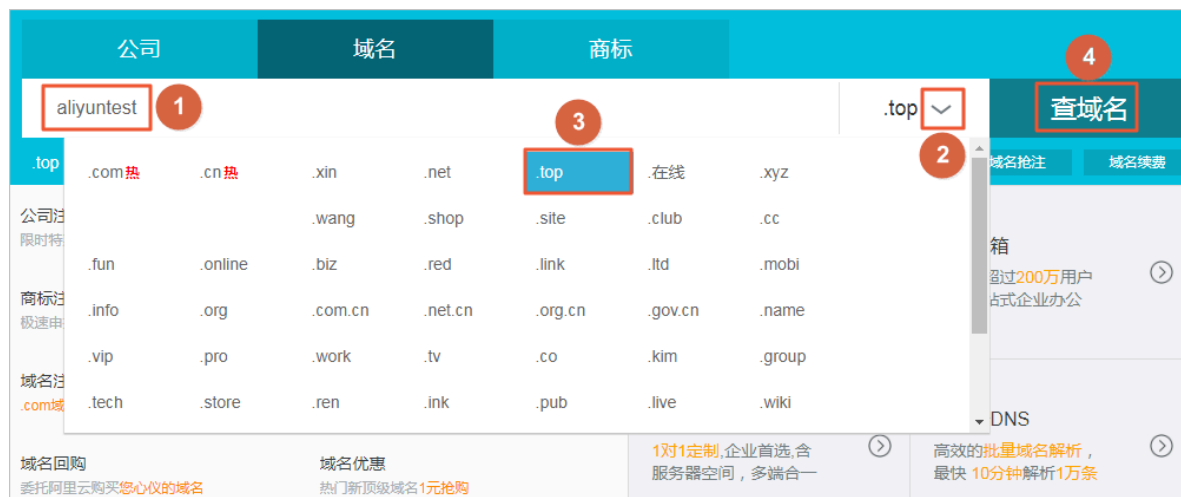 公司 域名 商标
4
aliyuntest 1 .top 查域名
3
2
.top .com热 .cn热 .xin .net .top .在线 .xyz 域名抢注 域名续费
公司注 .wang .shop .site .club .cc
限时特 箱
.fun .online .biz .red .link .ltd .mobi 超过200万用户
商标注 站式企业办公
极速申 .info .org .com.cn .net.cn .org.cn .gov.cn .name
.vip .pro .work .tv .co .kim .group
域名注
.com域 .tech .store .ren .ink .pub .live .wiki
DNS
域名回购 域名优惠 1对1定制,企业首选,含 高效的批量域名解析，
委托阿里云购买您心仪的域名 热门新顶级域名1元抢购 服务器空间，多端合一 最快 10分钟解析1万条